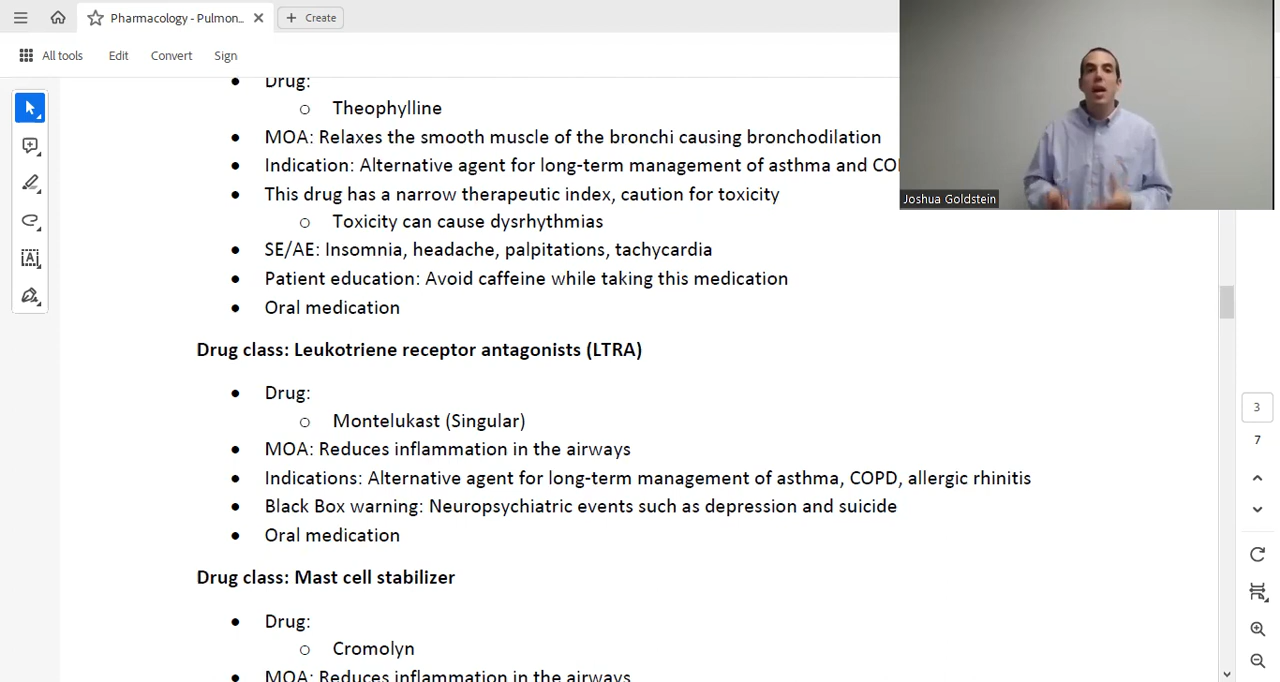 Pharmacology - Pulmon...
Create
All tools
Edit
Convert
Sign
Joshua Goldstein
Drug:
Theophylline
MOA: Relaxes the smooth muscle of the bronchi causing bronchodilation
Indication: Alternative agent for long-term management of asthma and
This drug has a narrow therapeutic index, caution for toxicity
Toxicity can cause dysrhythmias
SE/AE: Insomnia, headache, palpitations, tachycardia
Patient education: Avoid caffeine while taking this medication
Oral medication
Drug class: Leukotriene receptor antagonists (LTRA)
Drug:
Montelukast (Singular)
MOA: Reduces inflammation in the airways
Indications: Alternative agent for long-term management of asthma, COPD, allergic rhinitis
Black Box warning: Neuropsychiatric events such as depression and suicide
Oral medication
Drug class: Mast cell stabilizer
Drug:
Cromolyn
MOA: Reduces inflammation in the airways
3
7